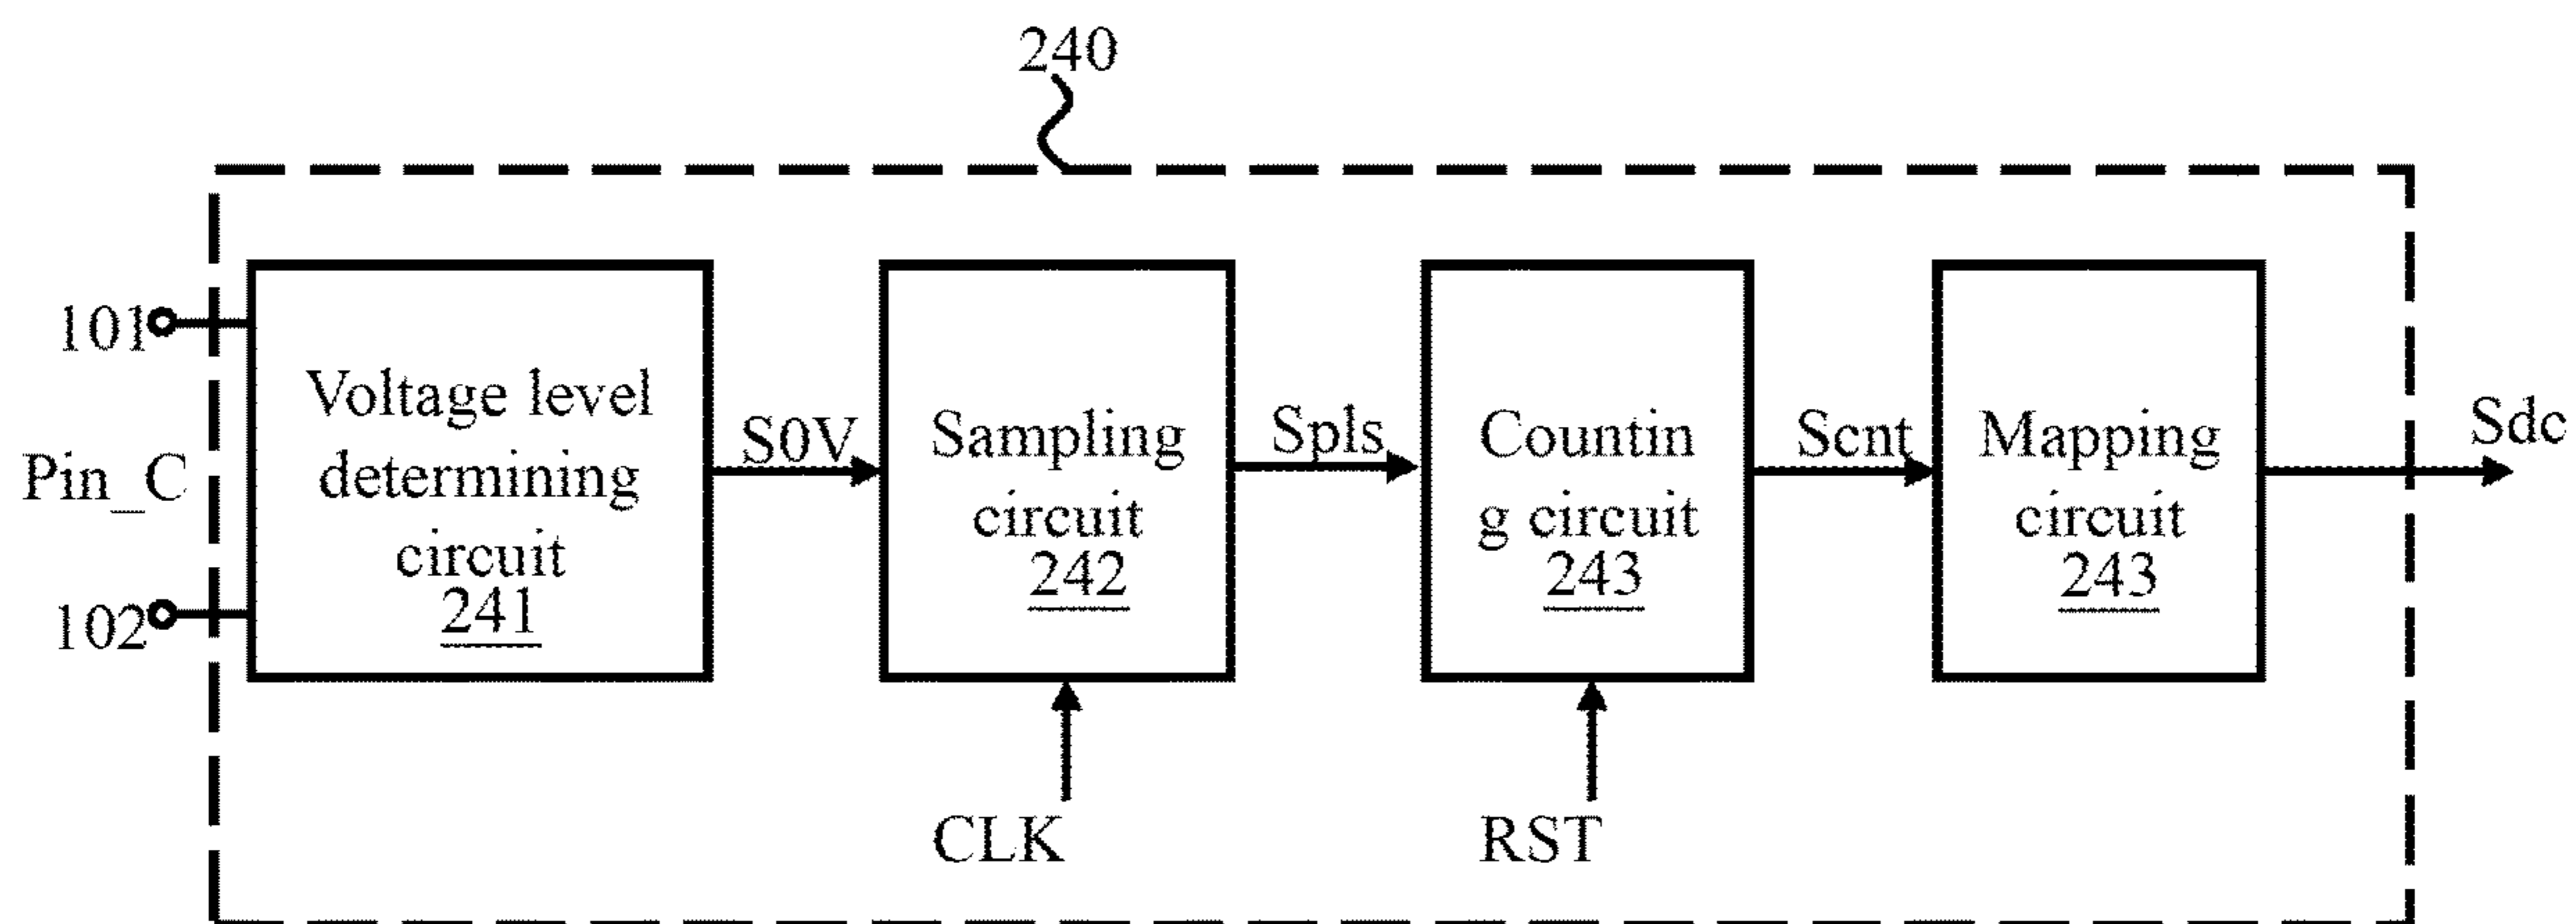 240
101
Pin_C
102
Voltage level
determining
circuit
241
S0V
Sampling
circuit
242
Spls
Countin
g circuit
243
Scnt
Mapping
circuit
243
Sdc
CLK
RST